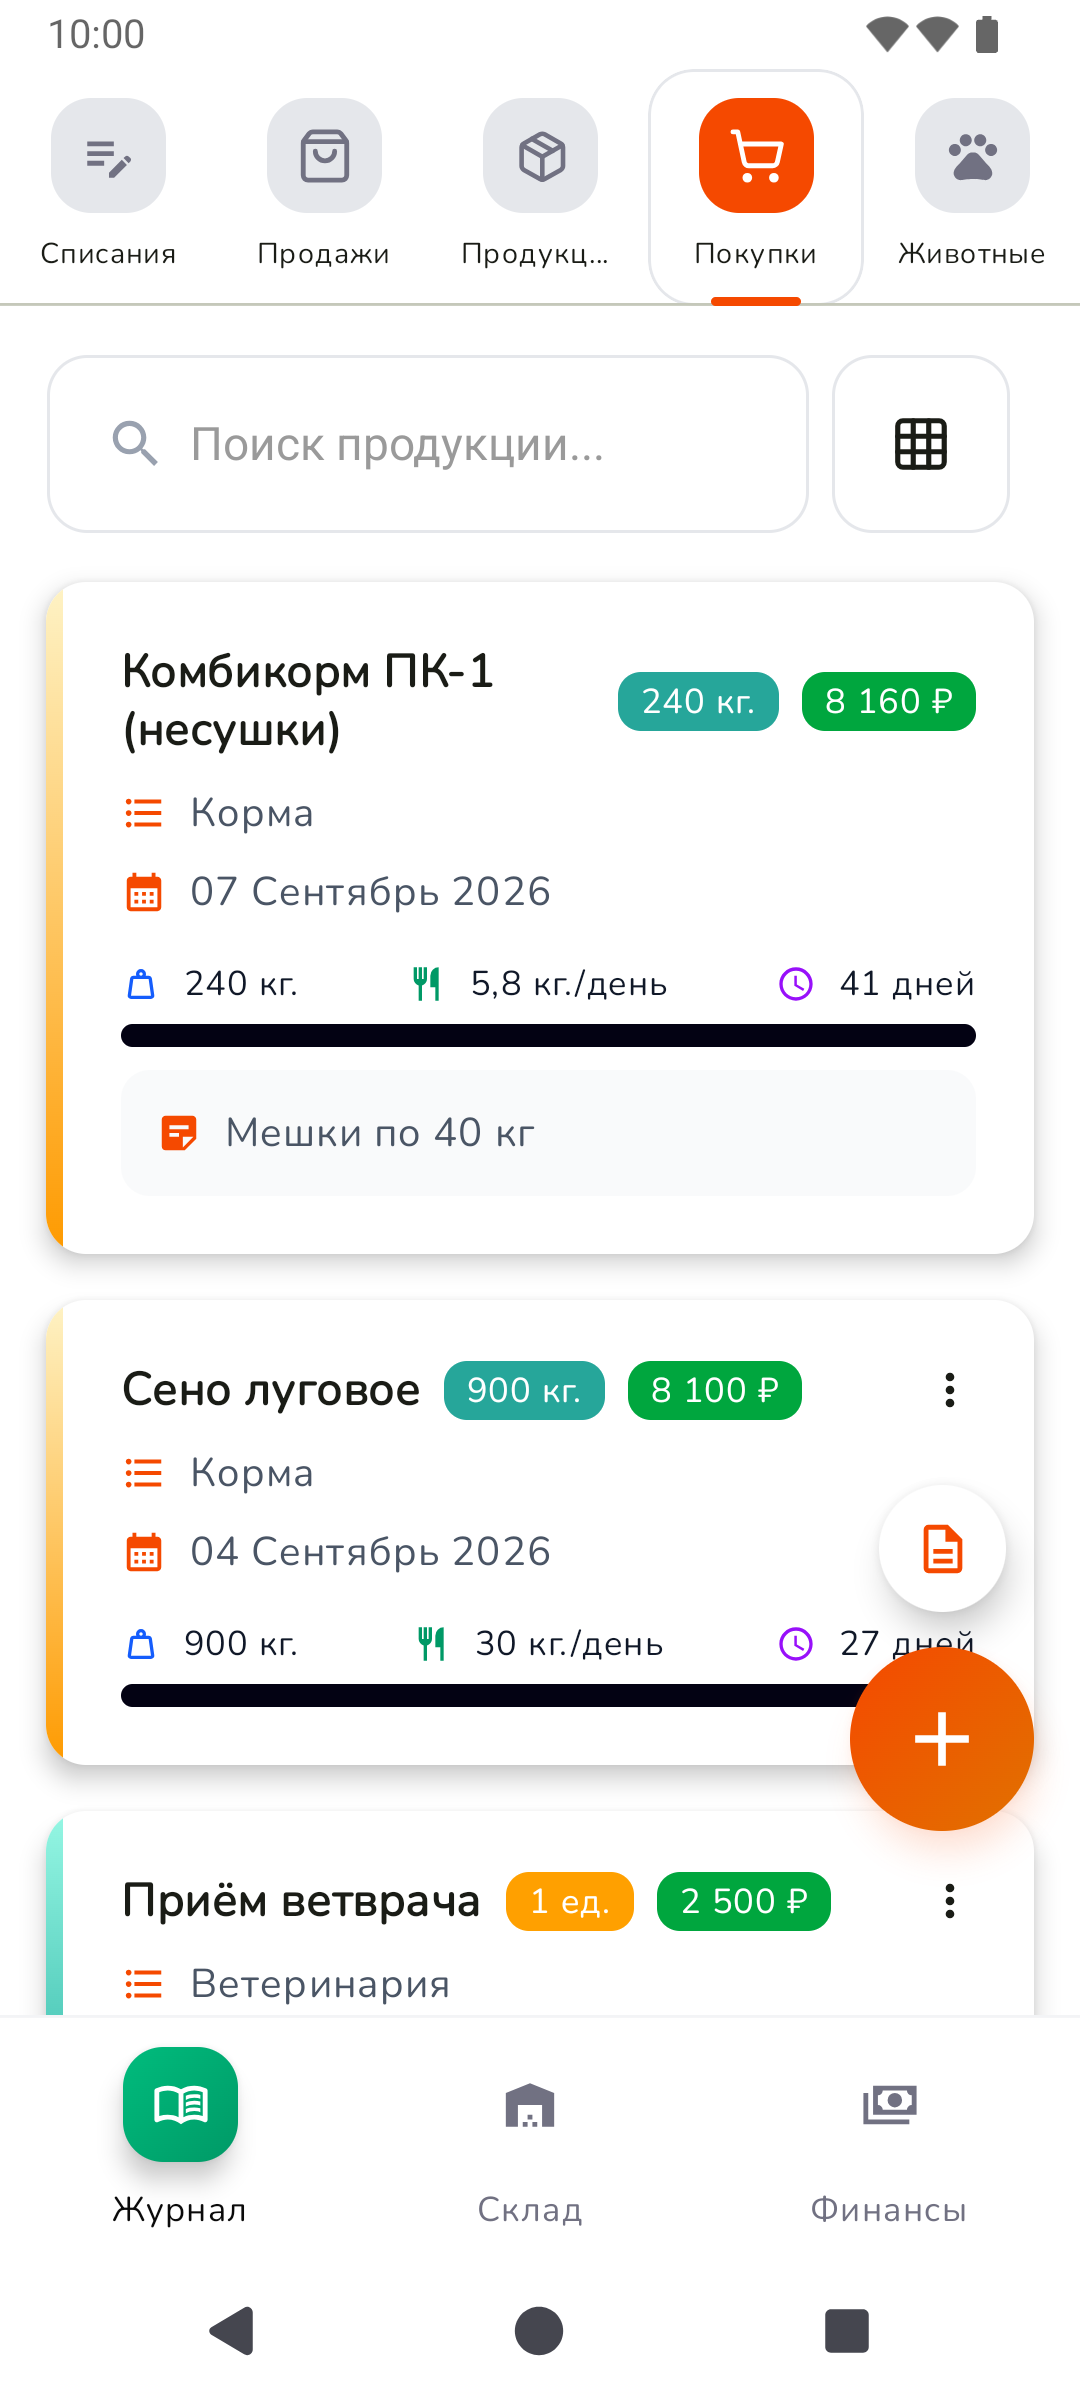 10:00
Списания
Продажи
Продукц...
Покупки
Животные
Поиск продукции...
Комбикорм ПК-1
(несушки)
240 кг.
8 160 ₽
Корма
07 Сентябрь 2026
240 кг.
5,8 кг./день
41 дней
Мешки по 40 кг
Сено луговое
900 кг.
8 100 ₽
Корма
04 Сентябрь 2026
900 кг.
30 кг./день
27 дней
Приём ветврача
1 ед.
2 500 ₽
Ветеринария
Журнал
Склад
Финансы